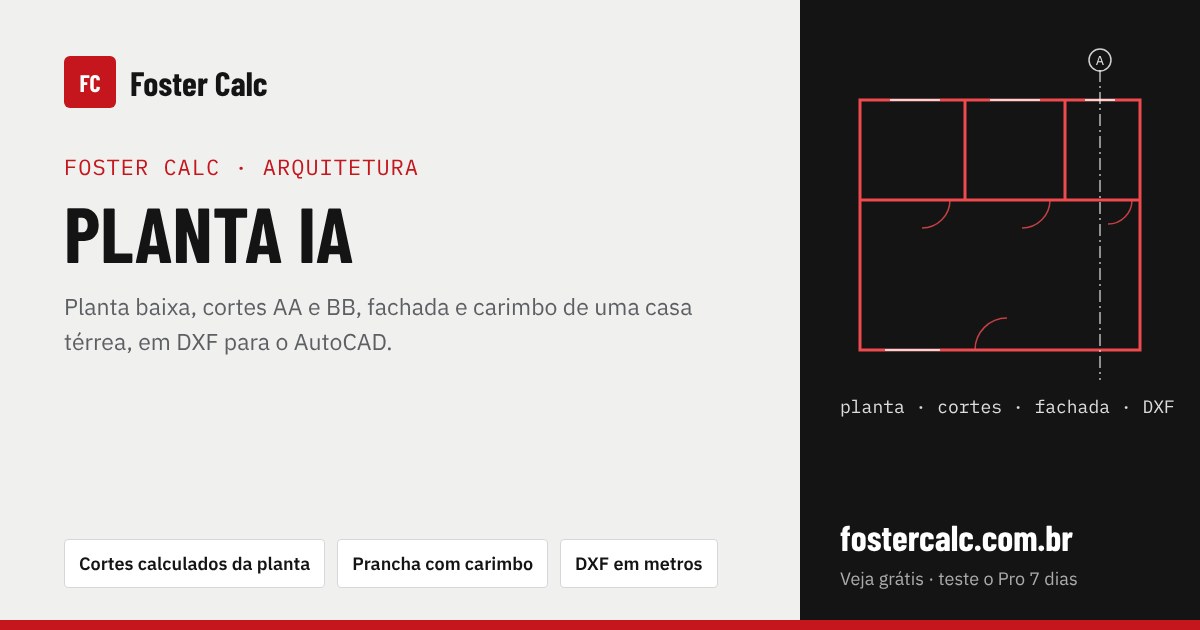 FC
Foster Calc
FOSTER CALC · ARQUITETURA
PLANTA IA
Planta baixa, cortes AA e BB, fachada e carimbo de uma casa
térrea, em DXF para o AutoCAD.
Cortes calculados da planta
Prancha com carimbo
DXF em metros
A
planta · cortes · fachada · DXF
fostercalc.com.br
Veja grátis · teste o Pro 7 dias